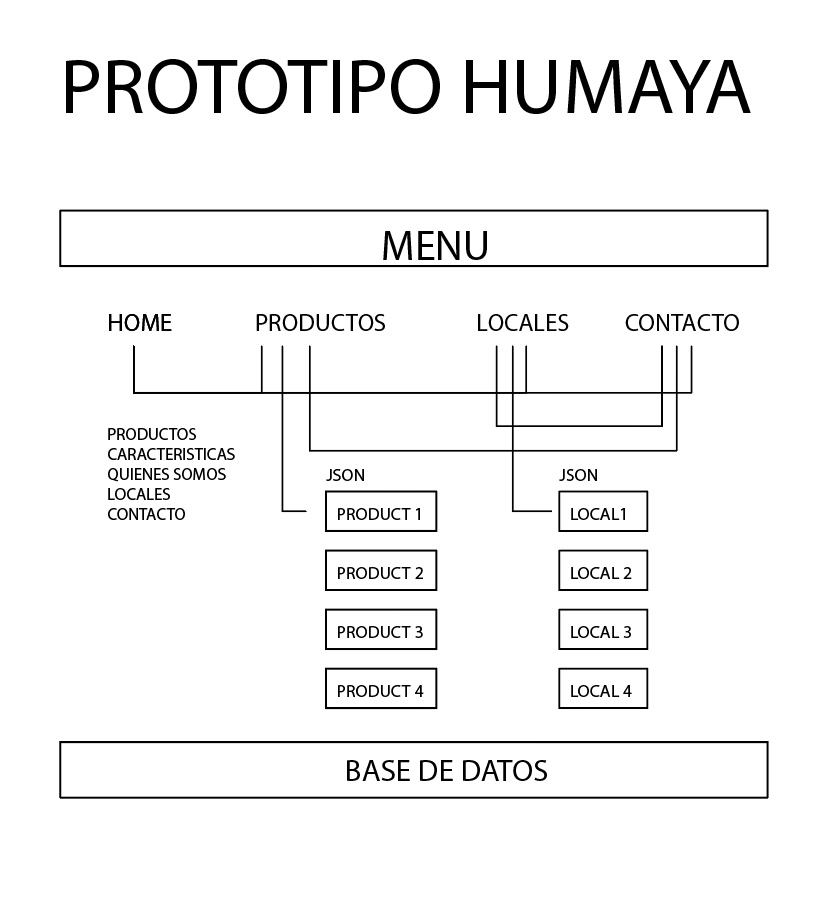 PROTOTIPO HUMAYA
MENU
HOME PRODUCTOS LOCALES CONTACTO
PRODUCTOS
CARACTERISTICAS
QUIENES SOMOS
LOCALES
CONTACTO
JSON
PRODUCT 1
PRODUCT 2
PRODUCT 3
PRODUCT 4
JSON
LOCAL1
LOCAL 2
LOCAL 3
LOCAL 4
BASE DE DATOS